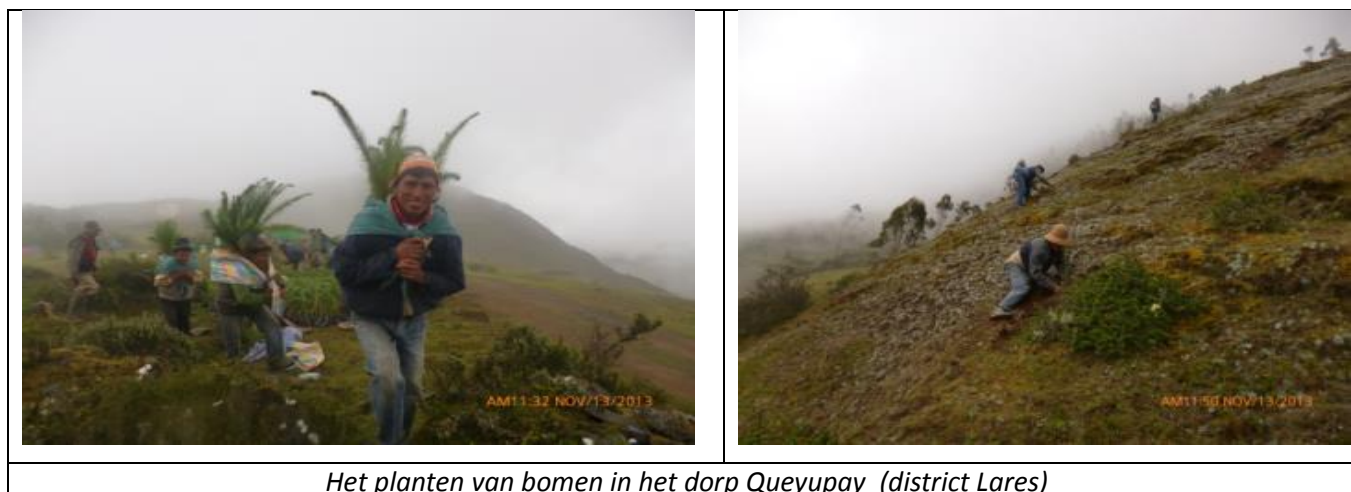 AM11:32 NOV/13/2013
AM11:50 NOV/13/2013
Het planten van bomen in het dorp Queyupay (district Lares)